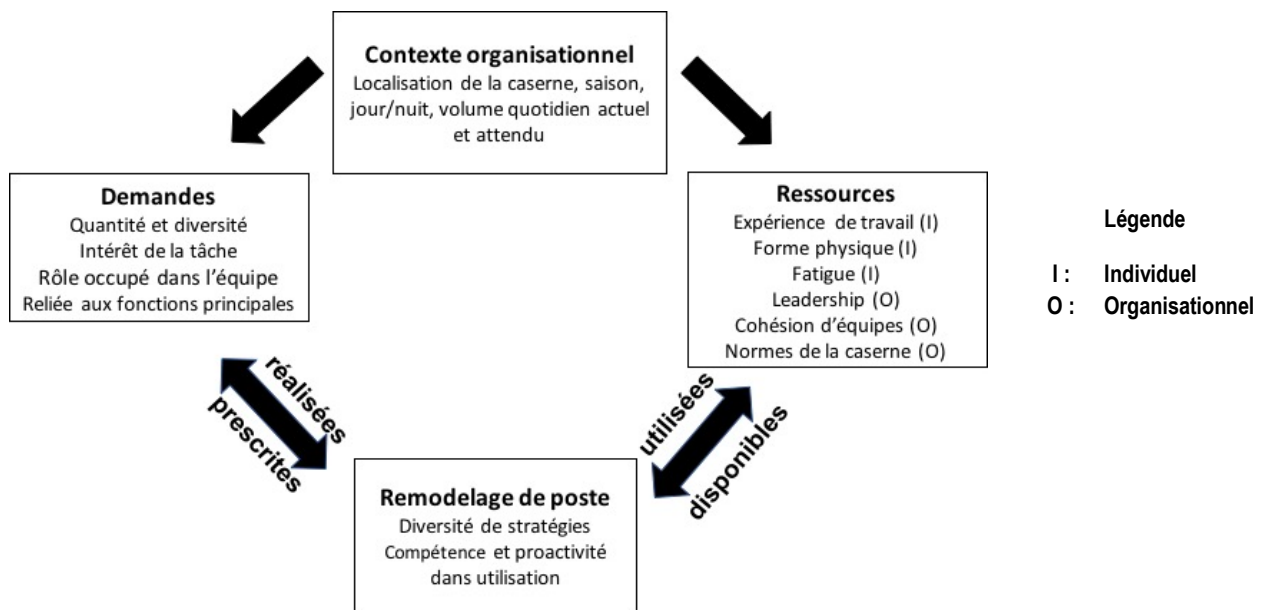 Contexte organisationnel
Localisation de la caserne, saison,
jour/nuit, volume quotidien actuel
et attendu
Demandes
Quantité et diversité
Intérêt de la tâche
Rôle occupé dans l'équipe
Reliée aux fonctions principales
Ressources
Expérience de travail (I)
Forme physique (I)
Fatigue (I)
Leadership (O)
Cohésion d'équipes (O)
Normes de la caserne (O)
Légende
I : Individuel
O : Organisationnel
réalisées
prescrites
utilisées
disponibles
Remodelage de poste
Diversité de stratégies
Compétence et proactivité
dans utilisation